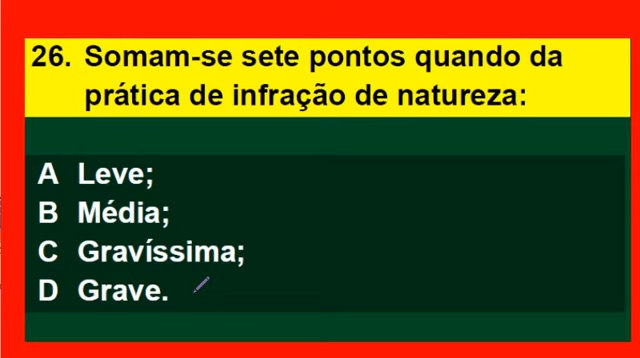 26. Somam-se sete pontos quando da
prática de infração de natureza:
A Leve;
B Média;
C Gravíssima;
D Grave.